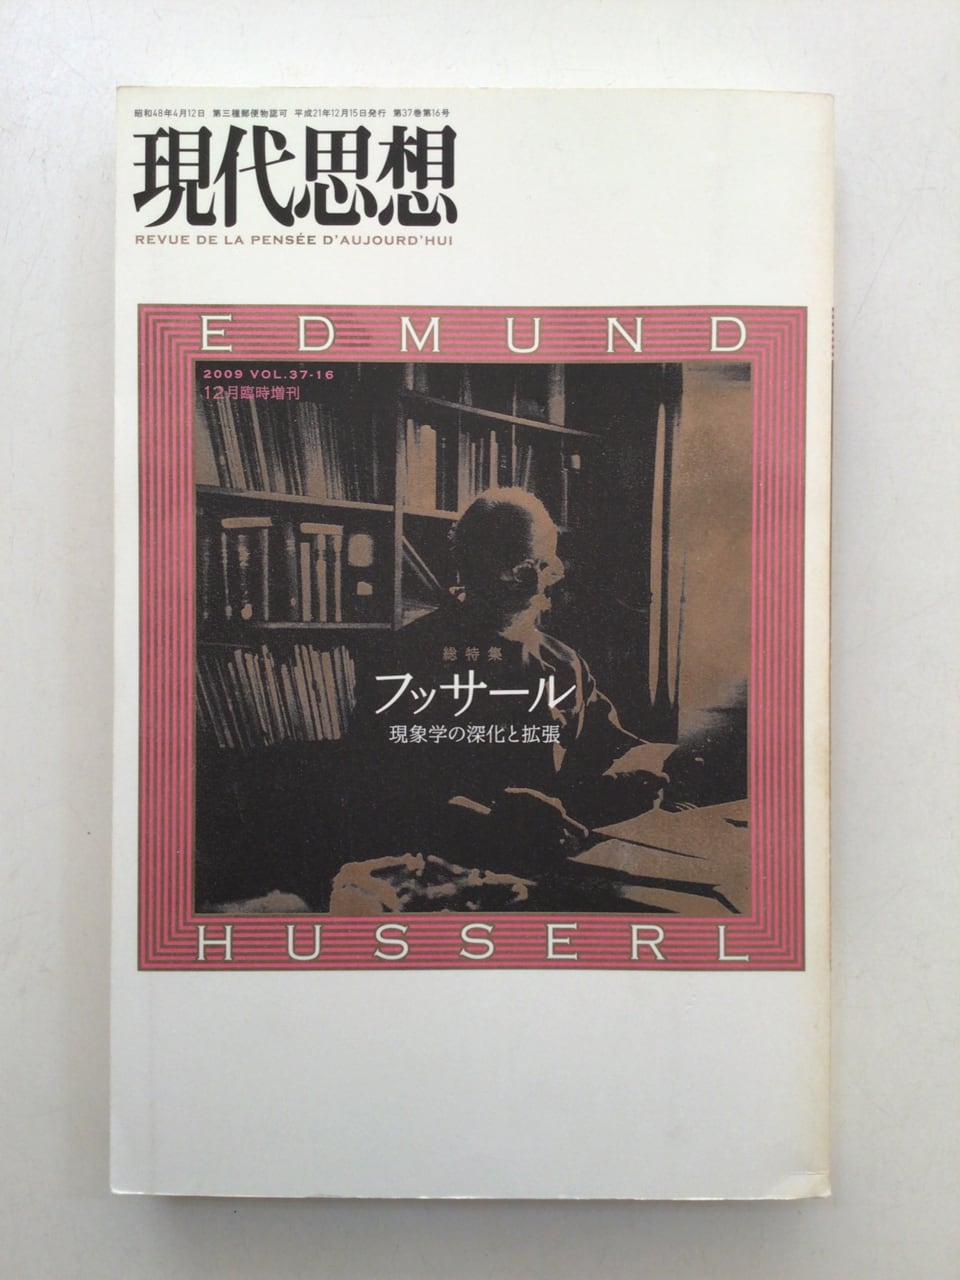 昭和48年4月12日 第三種郵便物認可 平成21年12月15日発行 第37巻第16号
現代思想
REVUE DE LA PENSÉE D'AUJOURD'HUI
EDMUND
2009 VOL.37-16
12月臨時増刊
総特集
フッサール
現象学の深化と拡張
HUSSERL